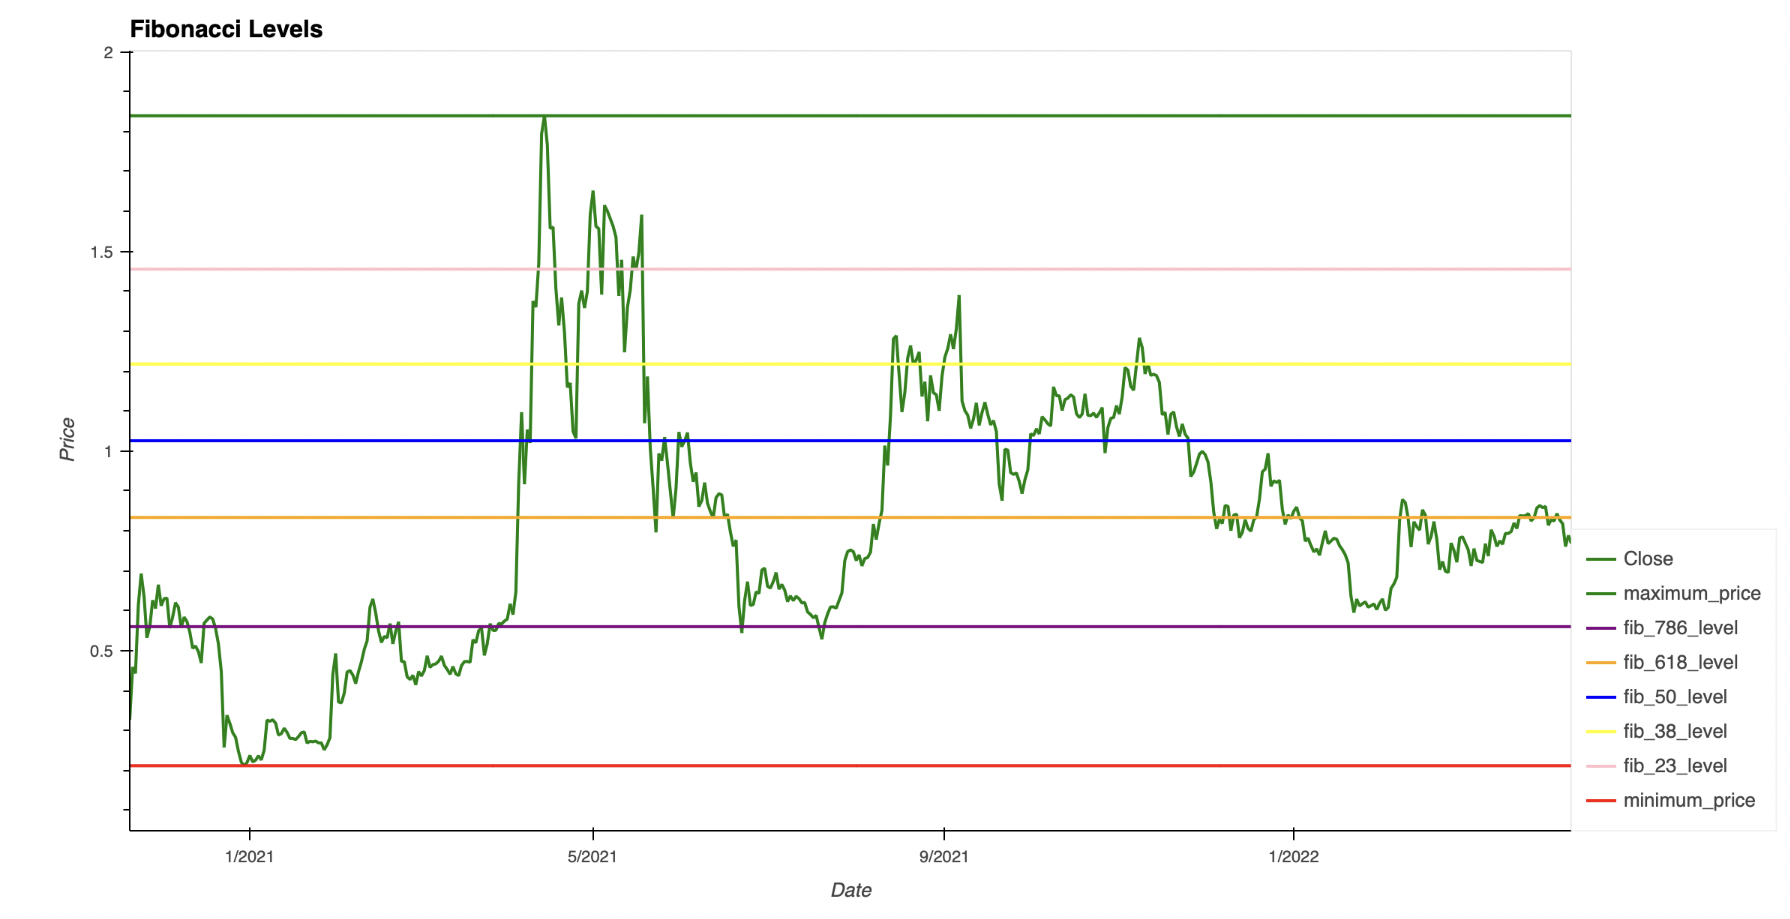 Fibonacci Levels
2
1.5
1
0.5
Price
1/2021
5/2021
9/2021
1/2022
Date
Close
maximum_price
fib_786_level
fib_618_level
fib_50_level
fib_38_level
fib_23_level
minimum_price